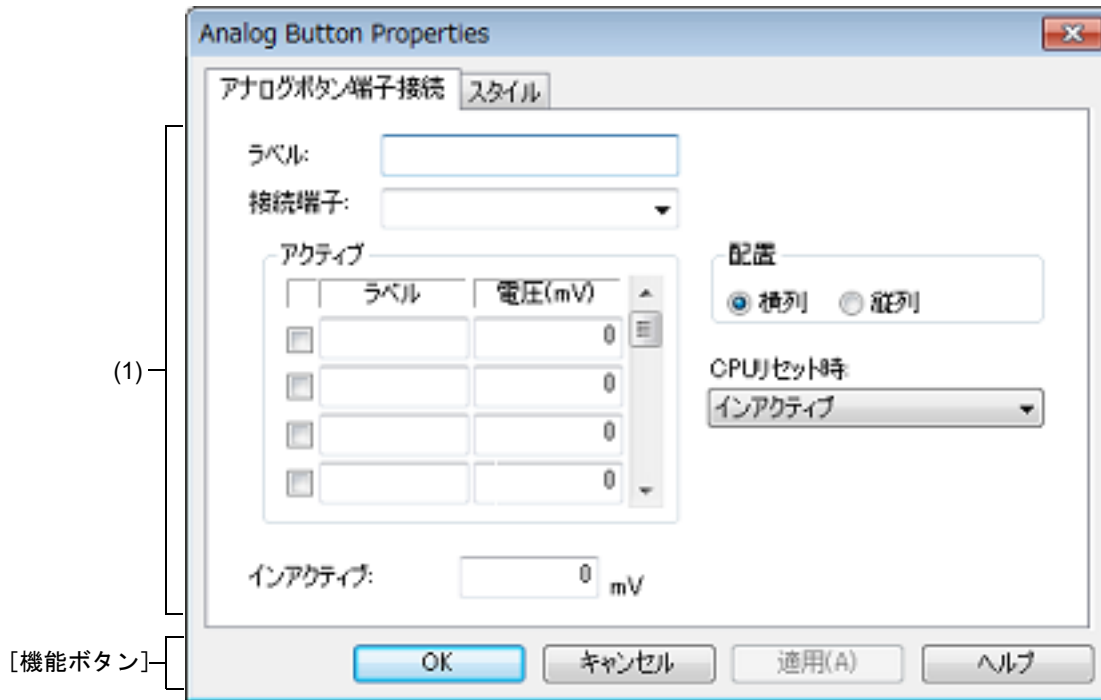 Analog Button Properties
アナログボタン端子接続 スタイル
ラベル:
接続端子:
アクティブ
ラベル 電圧(mV)
0
0
0
0
配置
横列 縦列
CPUリセット時:
インアクティブ
インアクティブ: 0 mV
(1)
[機能ボタン]
OK キャンセル 適用(A) ヘルプ